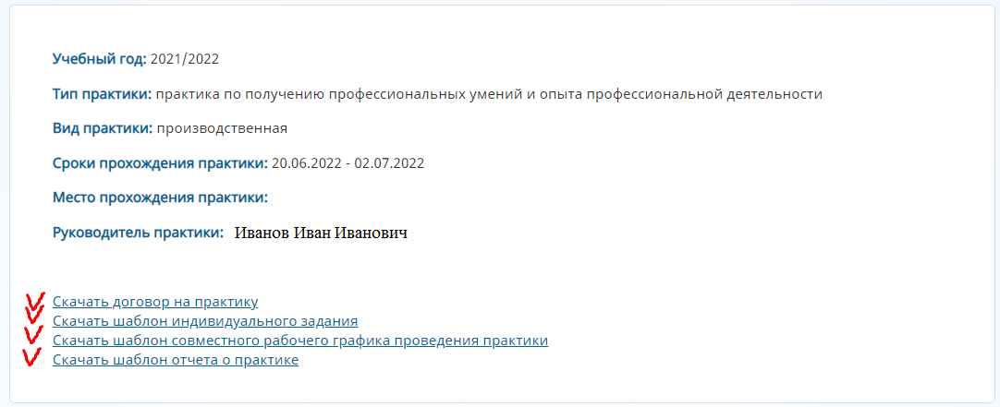 Учебный год: 2021/2022
Тип практики: практика по получению профессиональных умений и опыта профессиональной деятельности
Вид практики: производственная
Сроки прохождения практики: 20.06.2022 - 02.07.2022
Место прохождения практики:
Руководитель практики: Иванов Иван Иванович
Скачать договор на практику
Скачать шаблон индивидуального задания
Скачать шаблон совместного рабочего графика проведения практики
Скачать шаблон отчета о практике